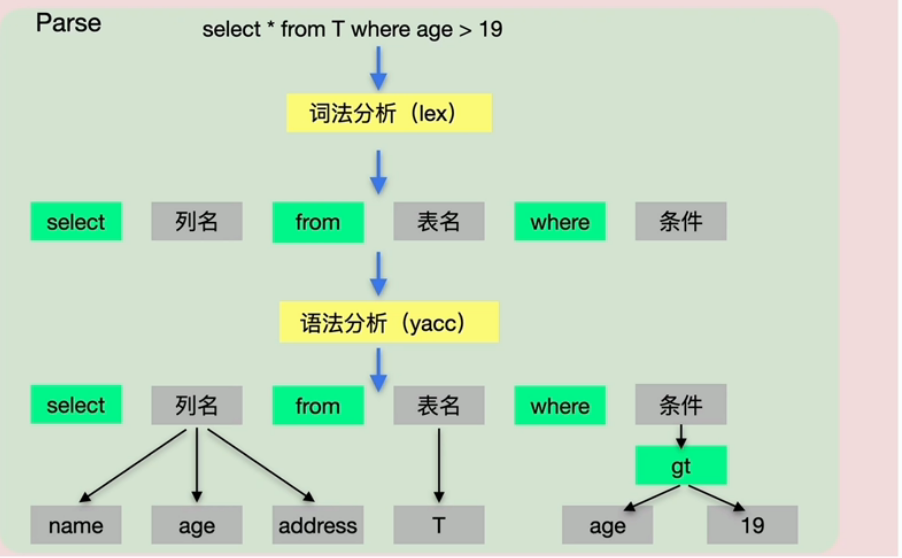 Parse
select * from T where age > 19
词法分析（lex）
select 列名 from 表名 where 条件
语法分析（yacc）
select 列名 from 表名 where 条件
gt
name age address T age 19